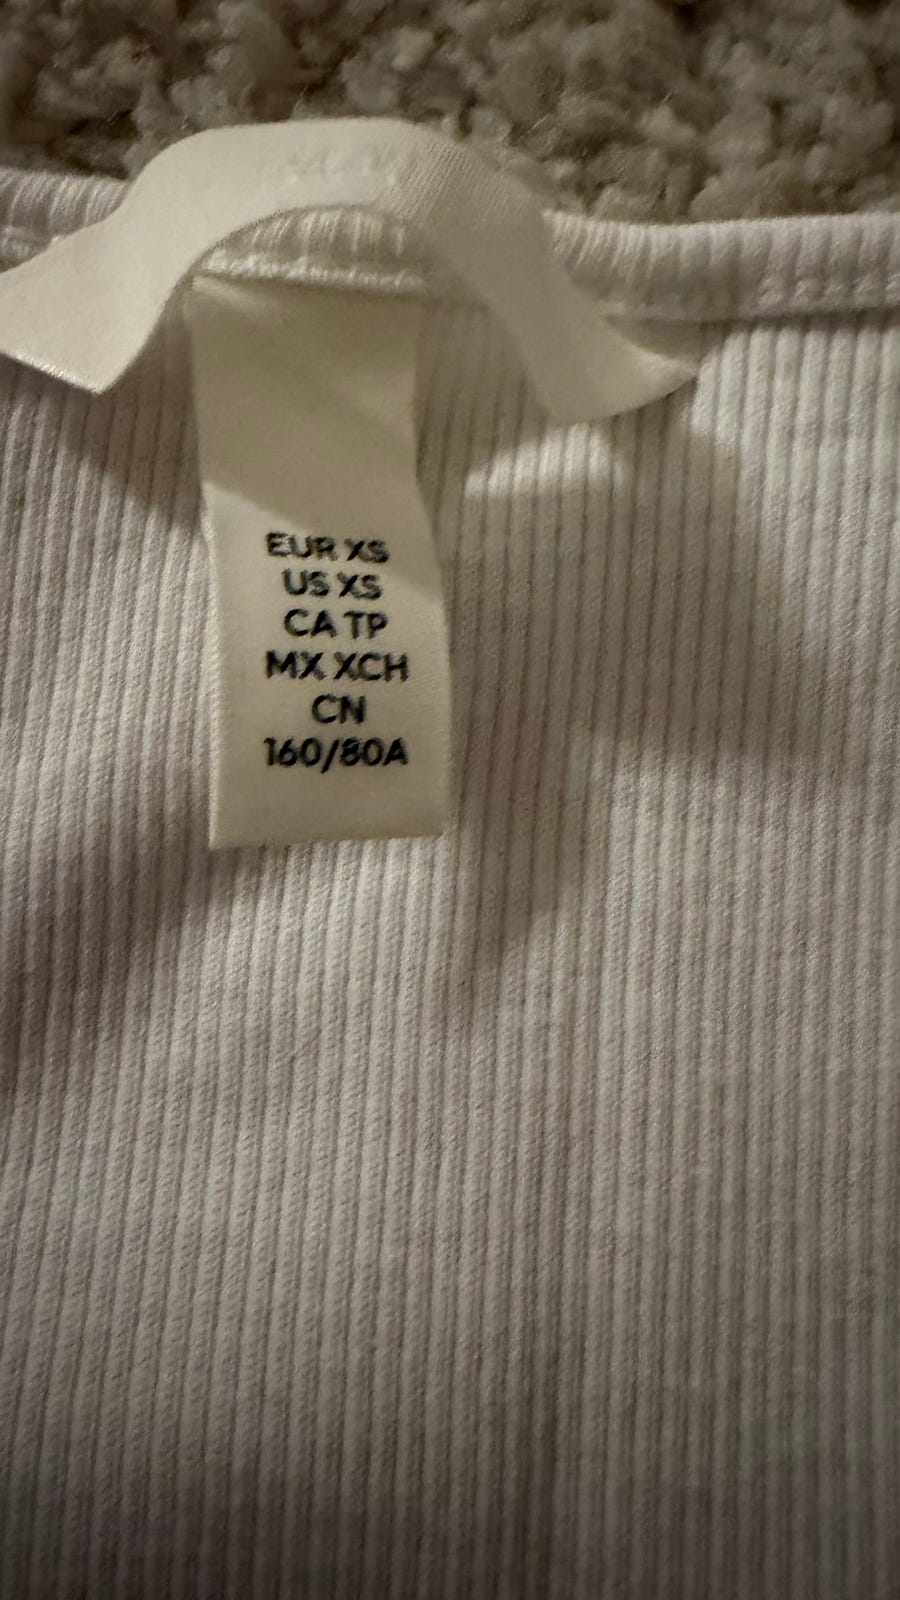 EUR XS
US XS
CA TP
MX XCH
CN
160/80A